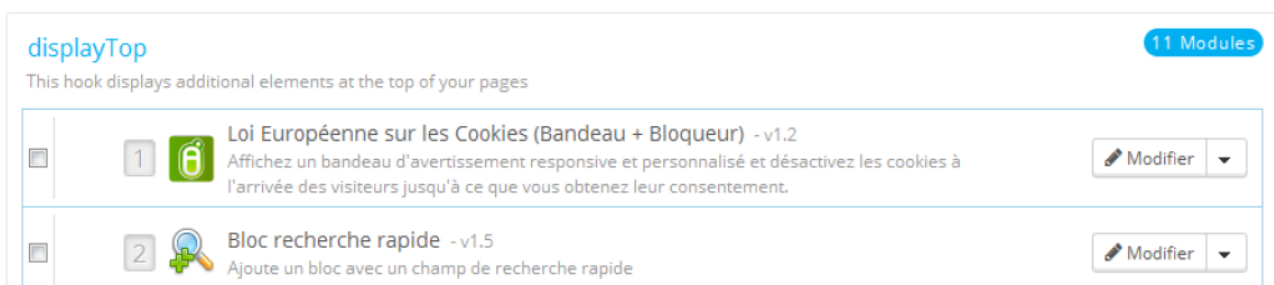 displayTop
11 Modules
This hook displays additional elements at the top of your pages
1
Loi Européenne sur les Cookies (Bandeau + Bloqueur) - v1.2
Affichez un bandeau d'avertissement responsive et personnalisé et désactivez les cookies à
l'arrivée des visiteurs jusqu'à ce que vous obtenez leur consentement.
Modifier
2
Bloc recherche rapide - v1.5
Ajoute un bloc avec un champ de recherche rapide
Modifier